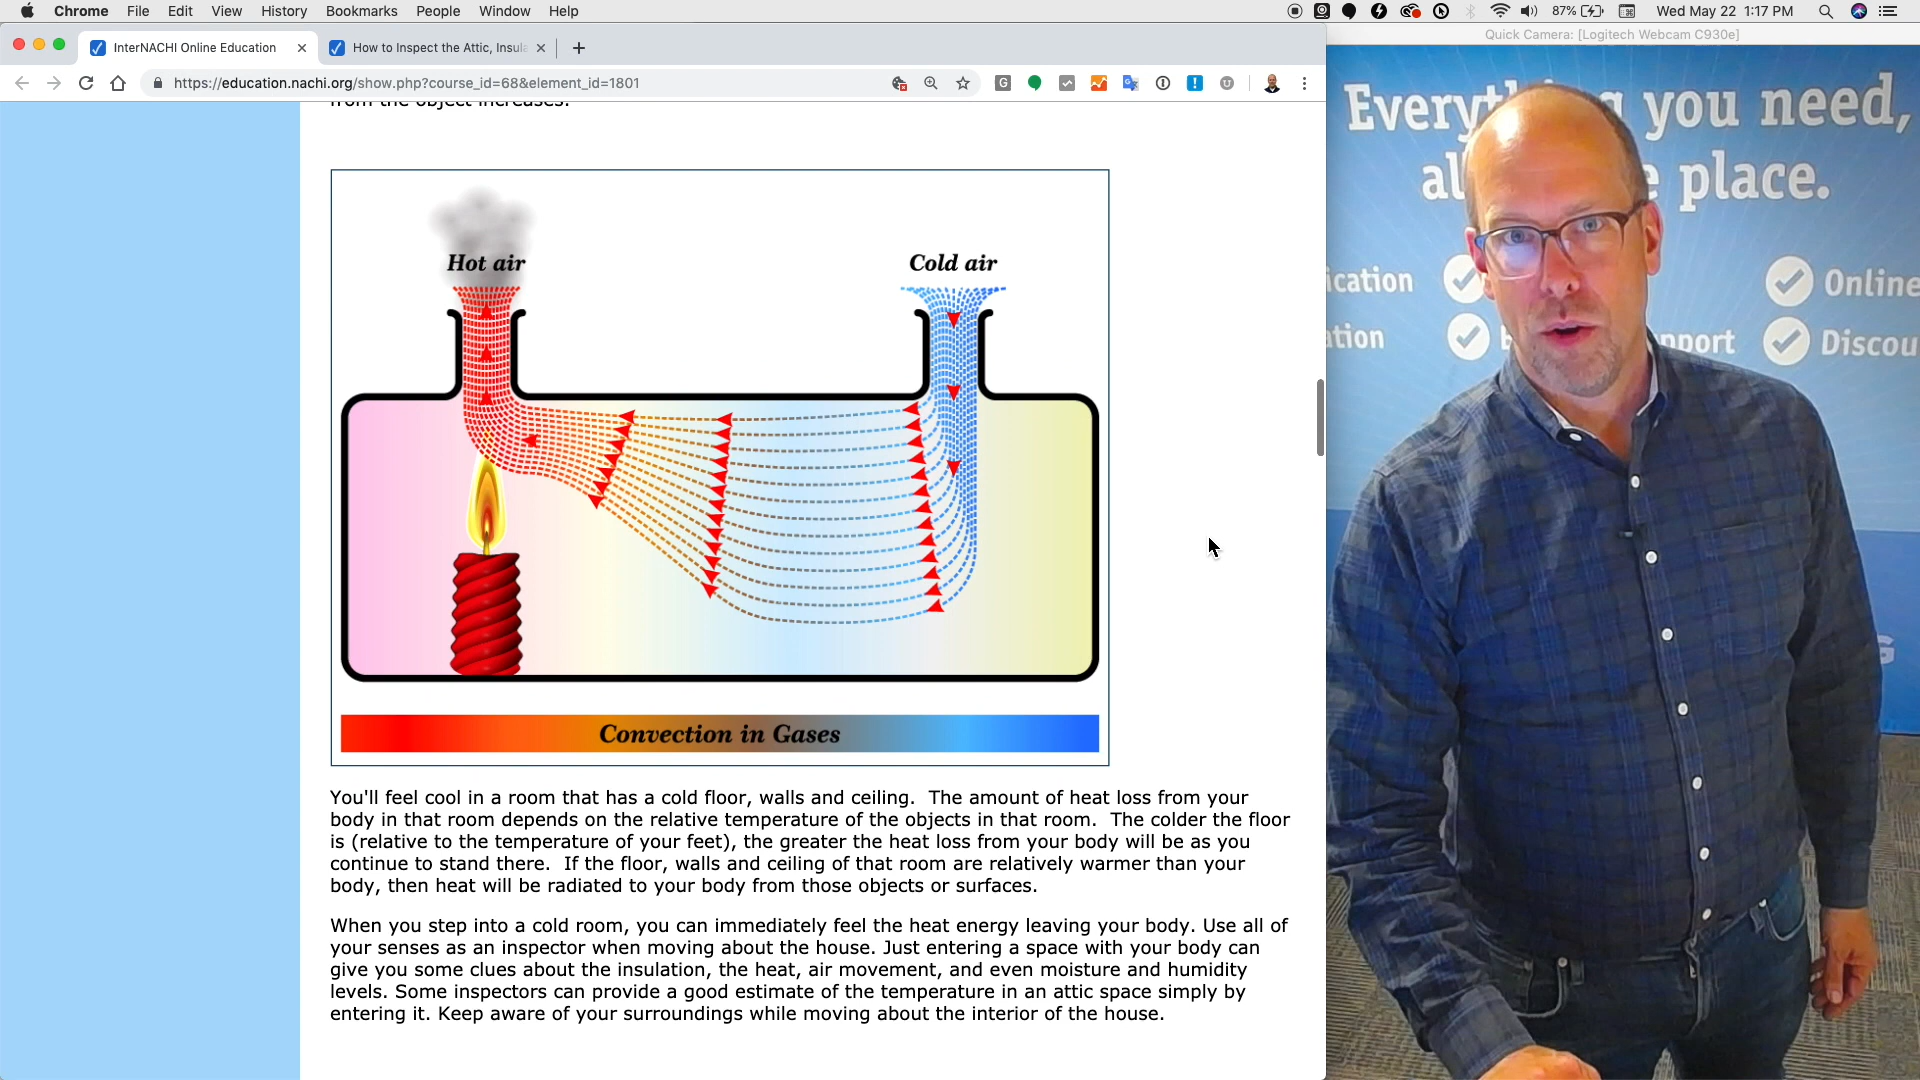 Chrome File Edit View History Bookmarks People Window Help 87% Wed May 22 1:17 PM
Quick Camera: [Logitech Webcam C930e]
InterNACHI Online Education How to Inspect the Attic, Insula
https://education.nachi.org/show.php?course_id=68&element_id=1801
from the object increases.
Hot air
Cold air
Convection in Gases
You'll feel cool in a room that has a cold floor, walls and ceiling. The amount of heat loss from your
body in that room depends on the relative temperature of the objects in that room. The colder the floor
is (relative to the temperature of your feet), the greater the heat loss from your body will be as you
continue to stand there. If the floor, walls and ceiling of that room are relatively warmer than your
body, then heat will be radiated to your body from those objects or surfaces.
When you step into a cold room, you can immediately feel the heat energy leaving your body. Use all of
your senses as an inspector when moving about the house. Just entering a space with your body can
give you some clues about the insulation, the heat, air movement, and even moisture and humidity
levels. Some inspectors can provide a good estimate of the temperature in an attic space simply by
entering it. Keep aware of your surroundings while moving about the interior of the house.
you need,
place.
ication Online
ation pport Discou